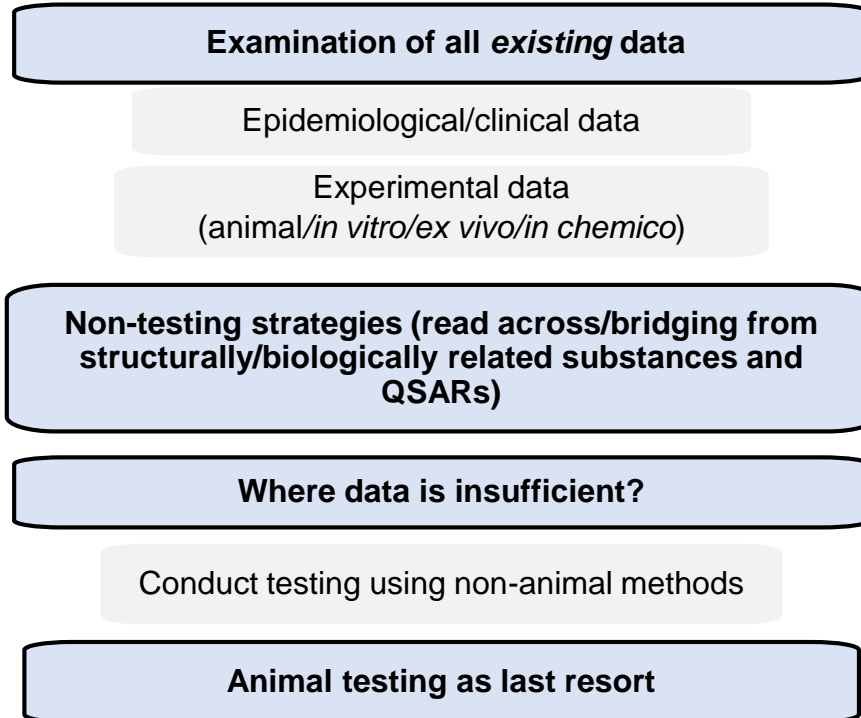 Examination of all existing data
Epidemiological/clinical data
Experimental data
(animal/in vitro/ex vivo/in chemico)
Non-testing strategies (read across/bridging from
structurally/biologically related substances and
QSARs)
Where data is insufficient?
Conduct testing using non-animal methods
Animal testing as last resort